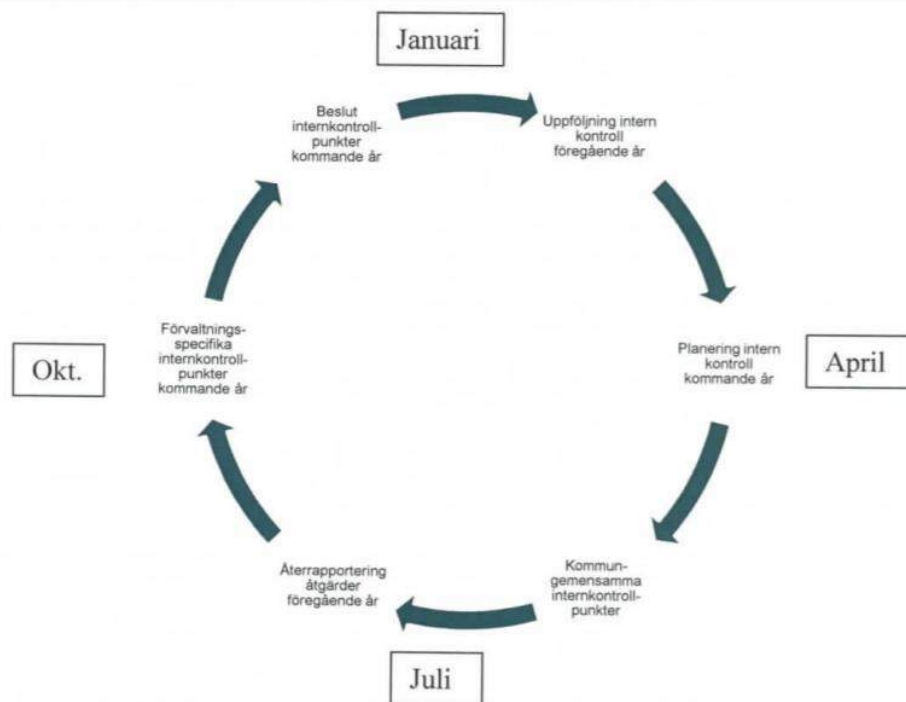 Januari
Beslut
internkontroll-
punkter
kommande år
Uppföljning intern
kontroll
föregående år
Förvaltnings-
specifika
internkontroll-
punkter
kommande år
Okt.
Planering intern
kontroll
kommande år
April
Återrapportering
åtgärder
föregående år
Kommun-
gemensamma
internkontroll-
punkter
Juli